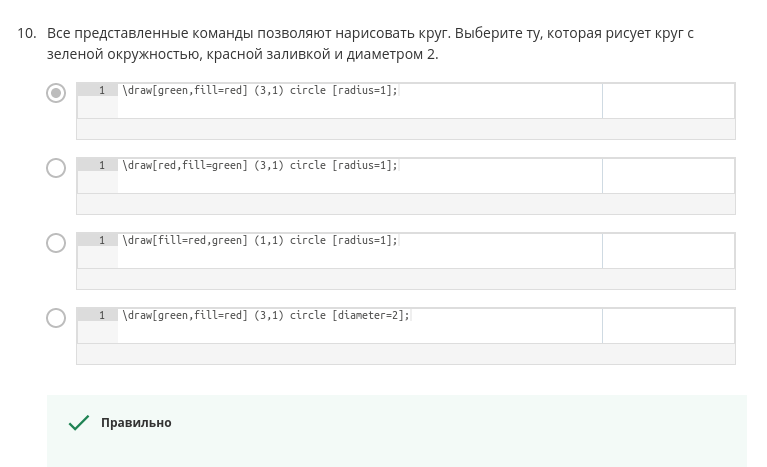 10. Все представленные команды позволяют нарисовать круг. Выберите ту, которая рисует круг с
зеленой окружностью, красной заливкой и диаметром 2.
1 \draw[green,fill=red] (3,1) circle [radius=1];
1 \draw[red,fill=green] (3,1) circle [radius=1];
1 \draw[fill=red,green] (1,1) circle [radius=1];
1 \draw[green,fill=red] (3,1) circle [diameter=2];
Правильно